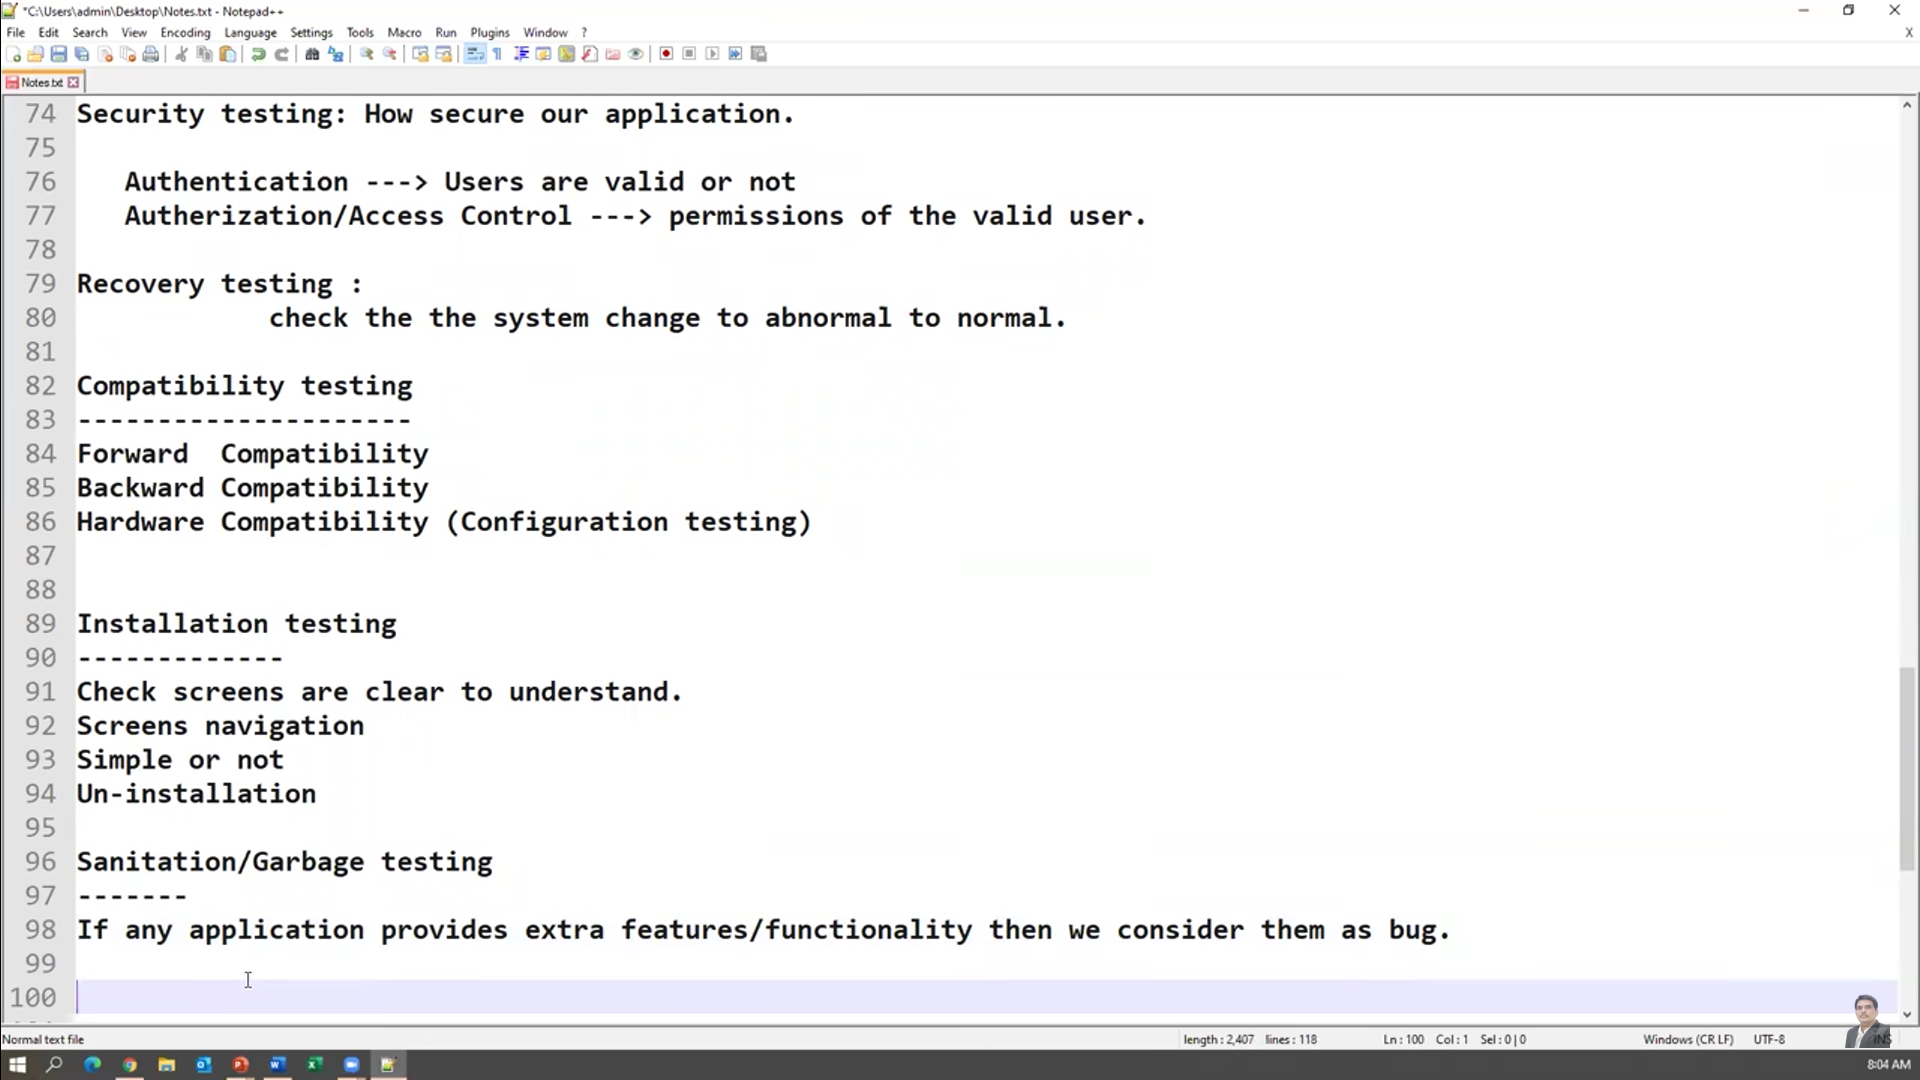 *C:\Users\admin\Desktop\Notes.txt - Notepad++
File Edit Search View Encoding Language Settings Tools Macro Run Plugins Window ? X
Notes.txt
74 Security testing: How secure our application.
75
76 Authentication ---> Users are valid or not
77 Autherization/Access Control ---> permissions of the valid user.
78
79 Recovery testing :
80 check the the system change to abnormal to normal.
81
82 Compatibility testing
83 ---------------------
84 Forward  Compatibility
85 Backward Compatibility
86 Hardware Compatibility (Configuration testing)
87
88
89 Installation testing
90 -------------
91 Check screens are clear to understand.
92 Screens navigation
93 Simple or not
94 Un-installation
95
96 Sanitation/Garbage testing
97 -------
98 If any application provides extra features/functionality then we consider them as bug.
99
100
Normal text file length : 2,407 lines : 118 Ln : 100 Col : 1 Sel : 0 | 0 Windows (CR LF) UTF-8 INS
8:04 AM